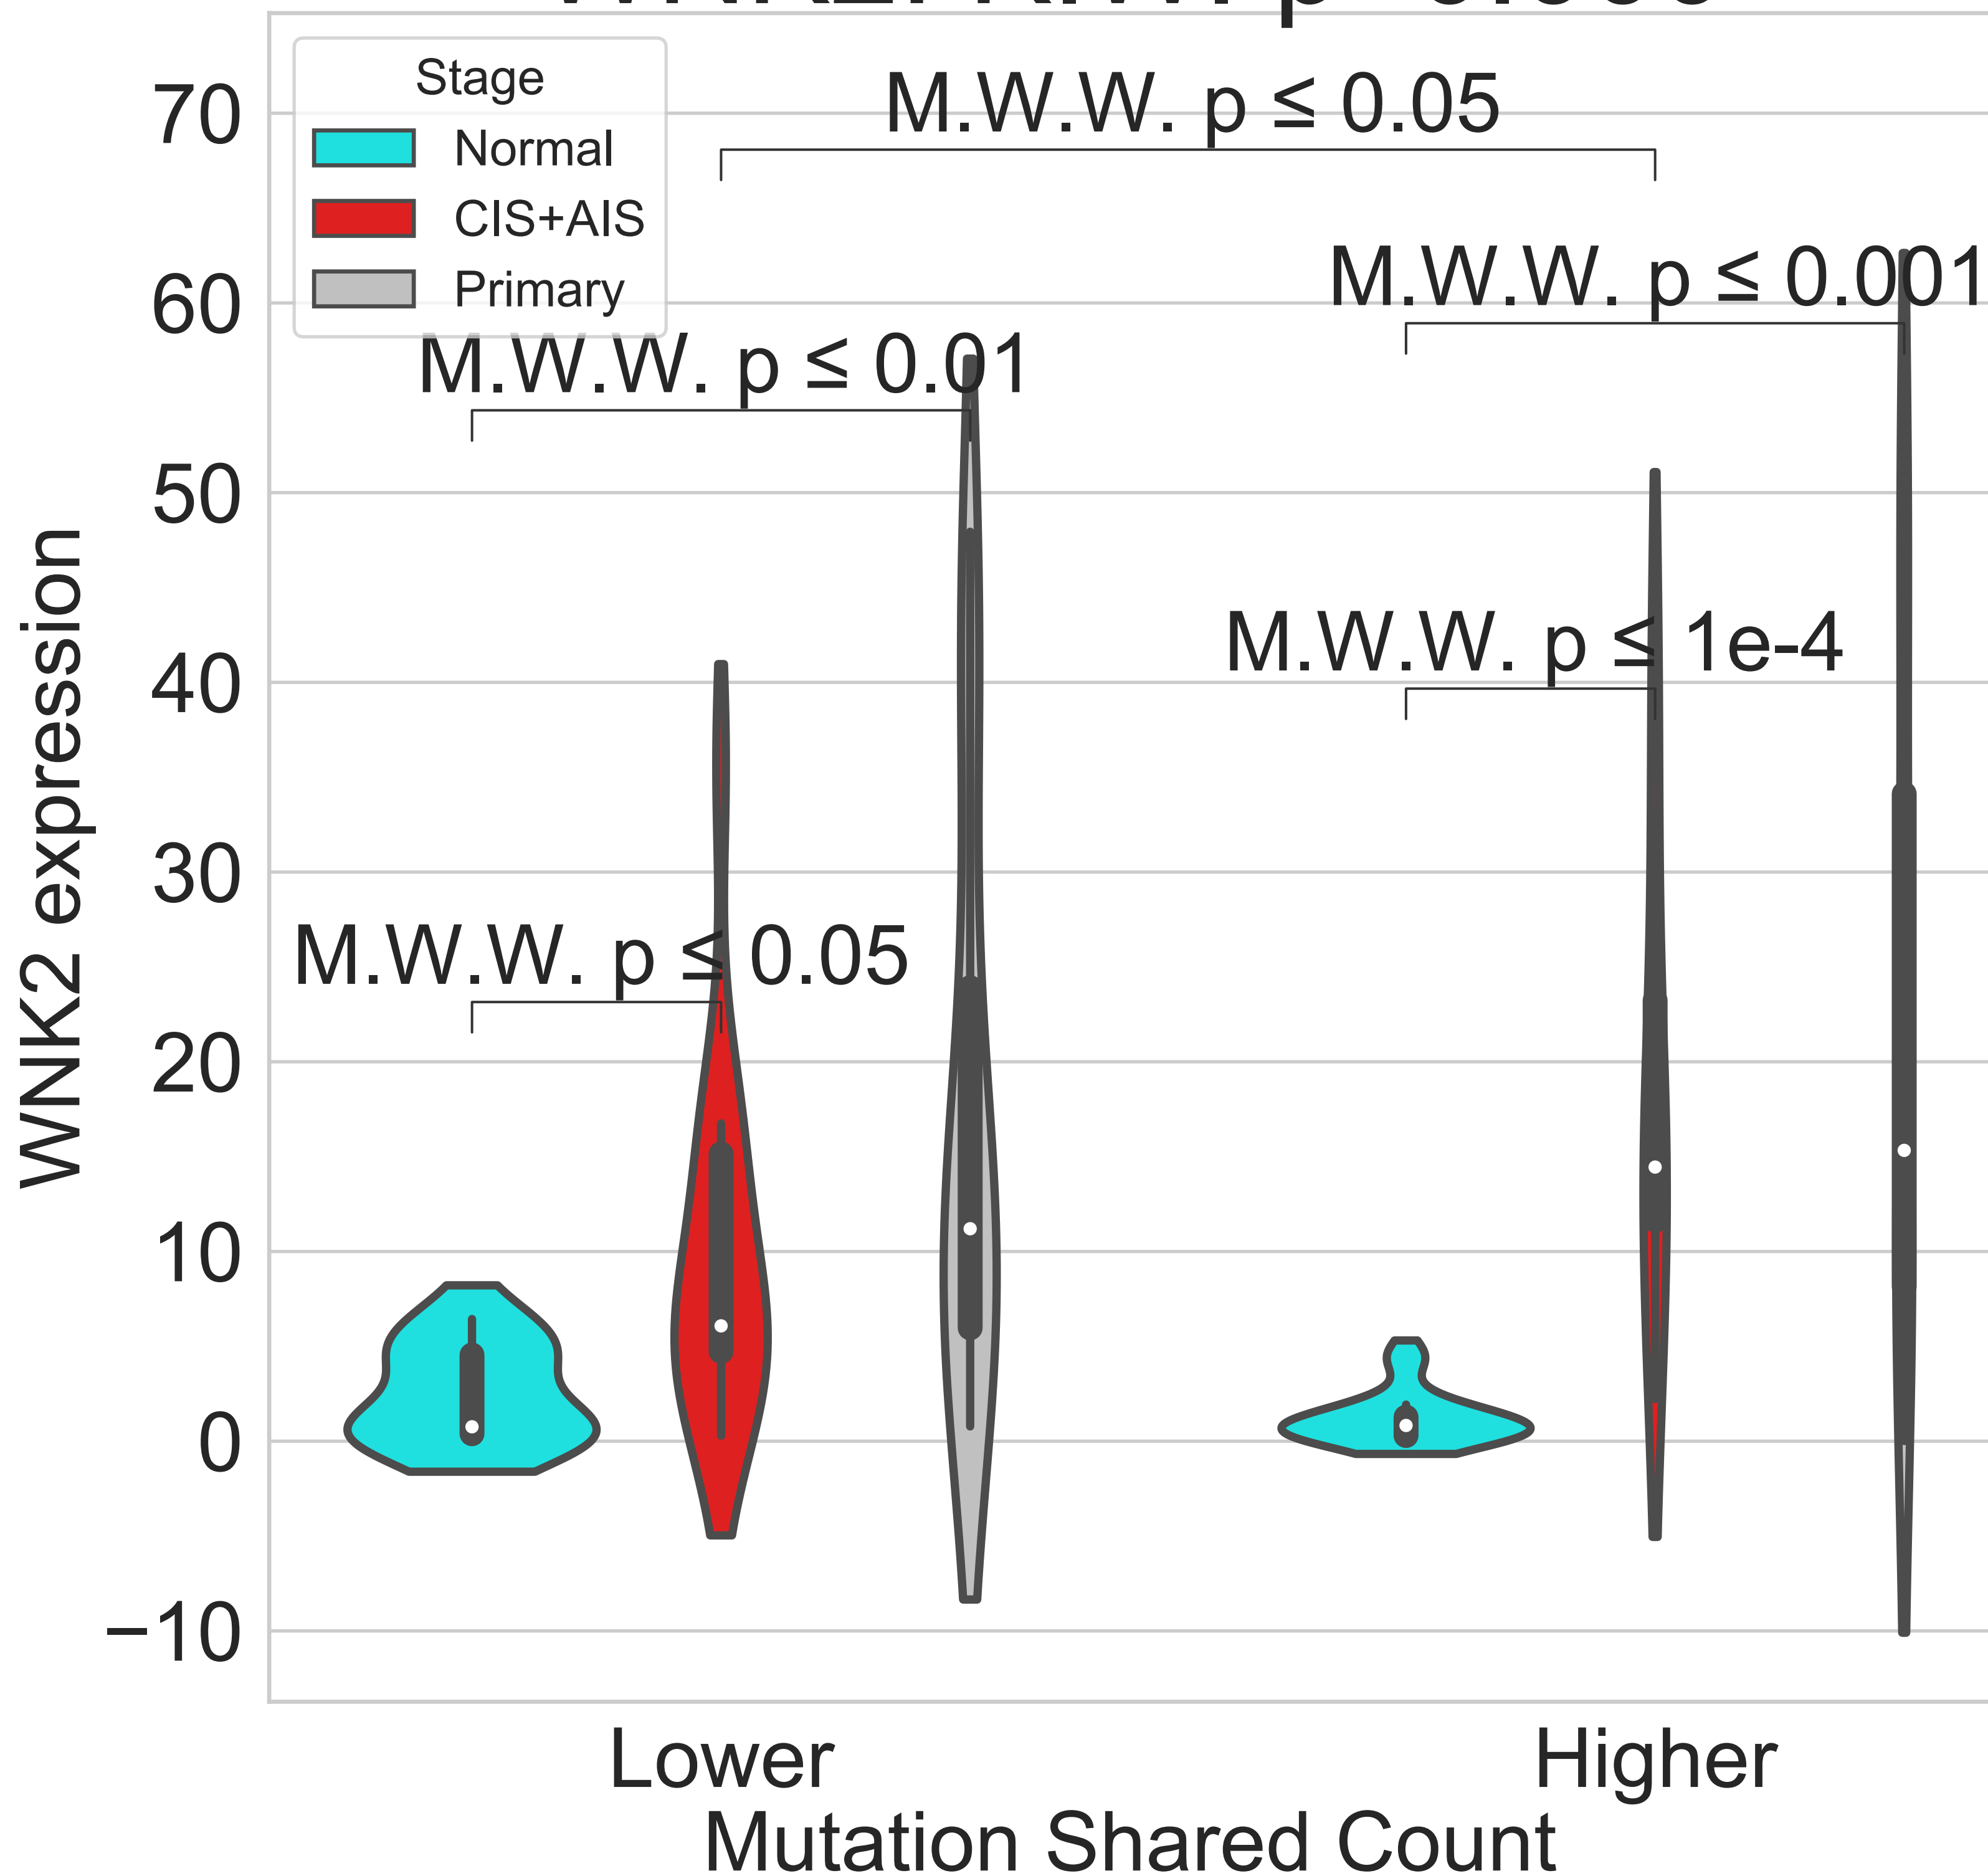 Stage
Normal
CIS+AIS
Primary
M.W.W. p ≤ 0.05
M.W.W. p ≤ 0.001
M.W.W. p ≤ 0.01
M.W.W. p ≤ 1e-4
M.W.W. p ≤ 0.05
70
60
50
40
30
20
10
0
−10
WNK2 expression
Lower
Higher
Mutation Shared Count